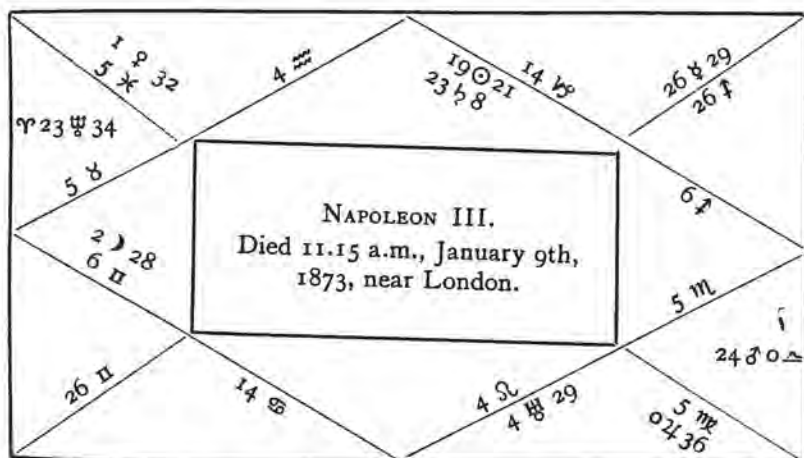 1 ♀ 32
5 ♓
4 ♒
19 ☉ 21
23 ♄ 8
14 ♑
26 ☿ 29
26 ♐
♈ 23 ♆ 34
5 ♉
6 ♐
NAPOLEON III.
Died 11.15 a.m., January 9th,
1873, near London.
2 ☽ 28
6 ♊
5 ♏
24 ♂ 0 ♎
26 ♊
14 ♋
4 ♌
4 ♅ 29
5 ♍
0 ♃ 36